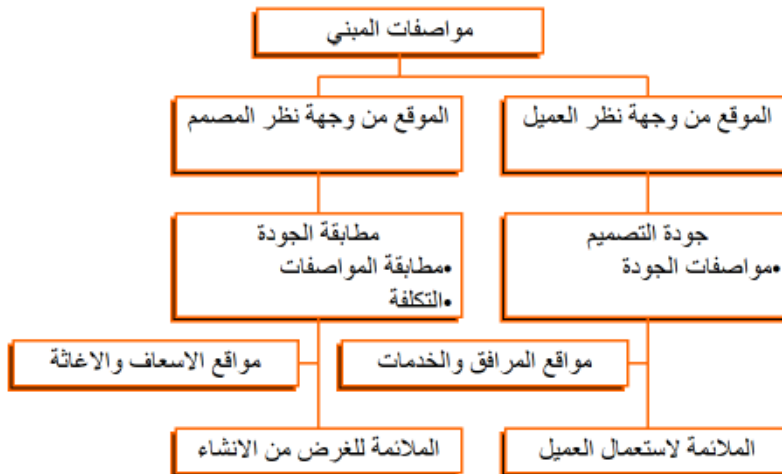 مواصفات المبني
الموقع من وجهة نظر العميل
الموقع من وجهة نظر المصمم
جودة التصميم
•مواصفات الجودة
مطابقة الجودة
•مطابقة المواصفات
•التكلفة
مواقع المرافق والخدمات
مواقع الاسعاف والاغاثة
الملائمة لاستعمال العميل
الملائمة للغرض من الانشاء